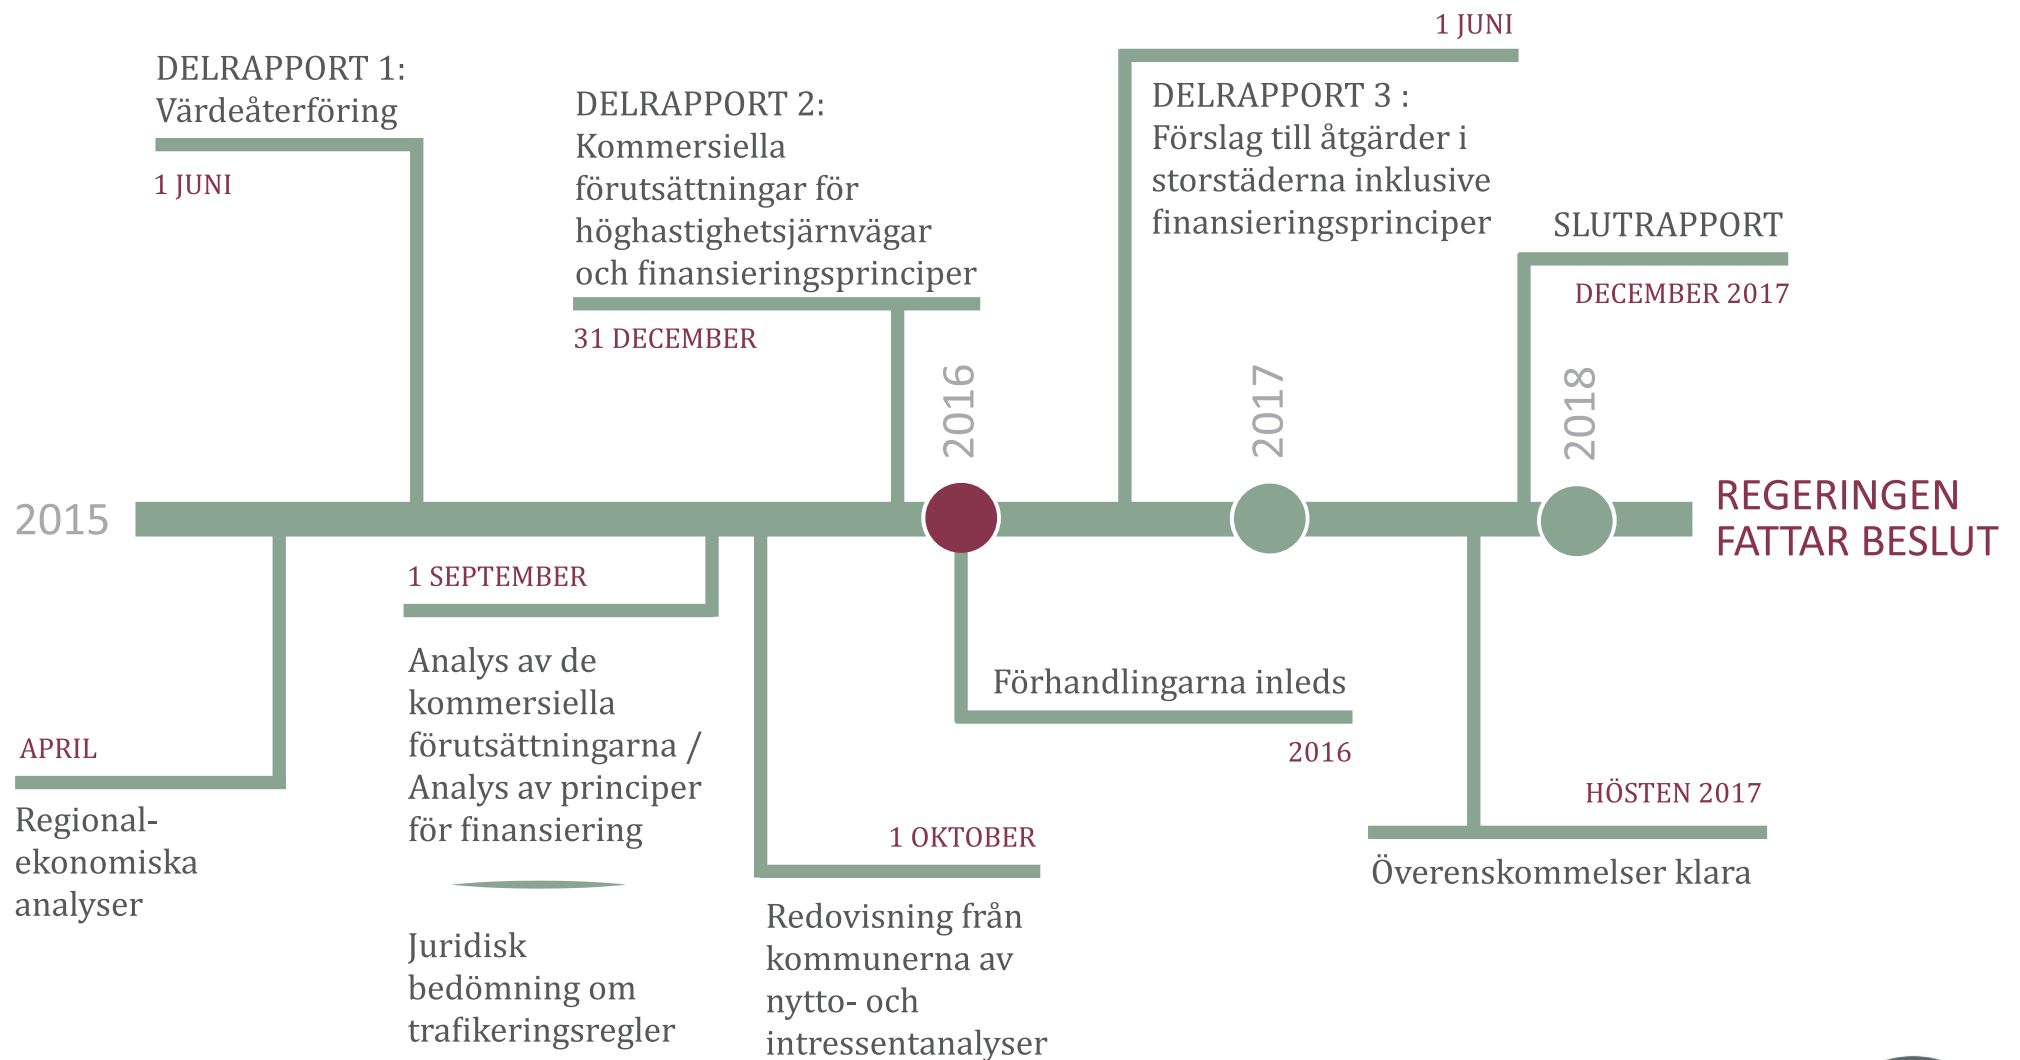 DELRAPPORT 1:
Värdeåterföring
1 JUNI
DELRAPPORT 2:
Kommersiella
förutsättningar för
höghastighetsjärnvägar
och finansieringsprinciper
31 DECEMBER
1 JUNI
DELRAPPORT 3 :
Förslag till åtgärder i
storstäderna inklusive
finansieringsprinciper
SLUTRAPPORT
DECEMBER 2017
2015
2016
2017
2018
REGERINGEN
FATTAR BESLUT
APRIL
Regional-
ekonomiska
analyser
1 SEPTEMBER
Analys av de
kommersiella
förutsättningarna /
Analys av principer
för finansiering
Juridisk
bedömning om
trafikeringsregler
1 OKTOBER
Redovisning från
kommunerna av
nytto- och
intressentanalyser
Förhandlingarna inleds
2016
HÖSTEN 2017
Överenskommelser klara